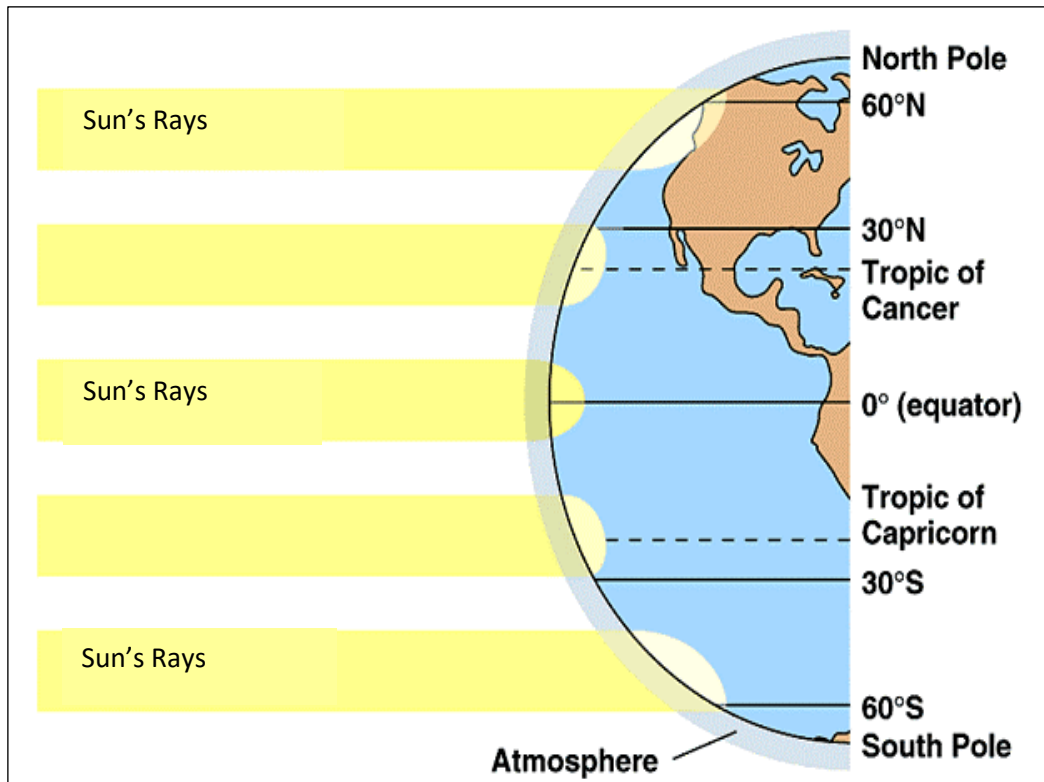 North Pole
Sun's Rays
60°N
30°N
Tropic of
Cancer
Sun's Rays
0° (equator)
Tropic of
Capricorn
30°S
Sun's Rays
60°S
South Pole
Atmosphere